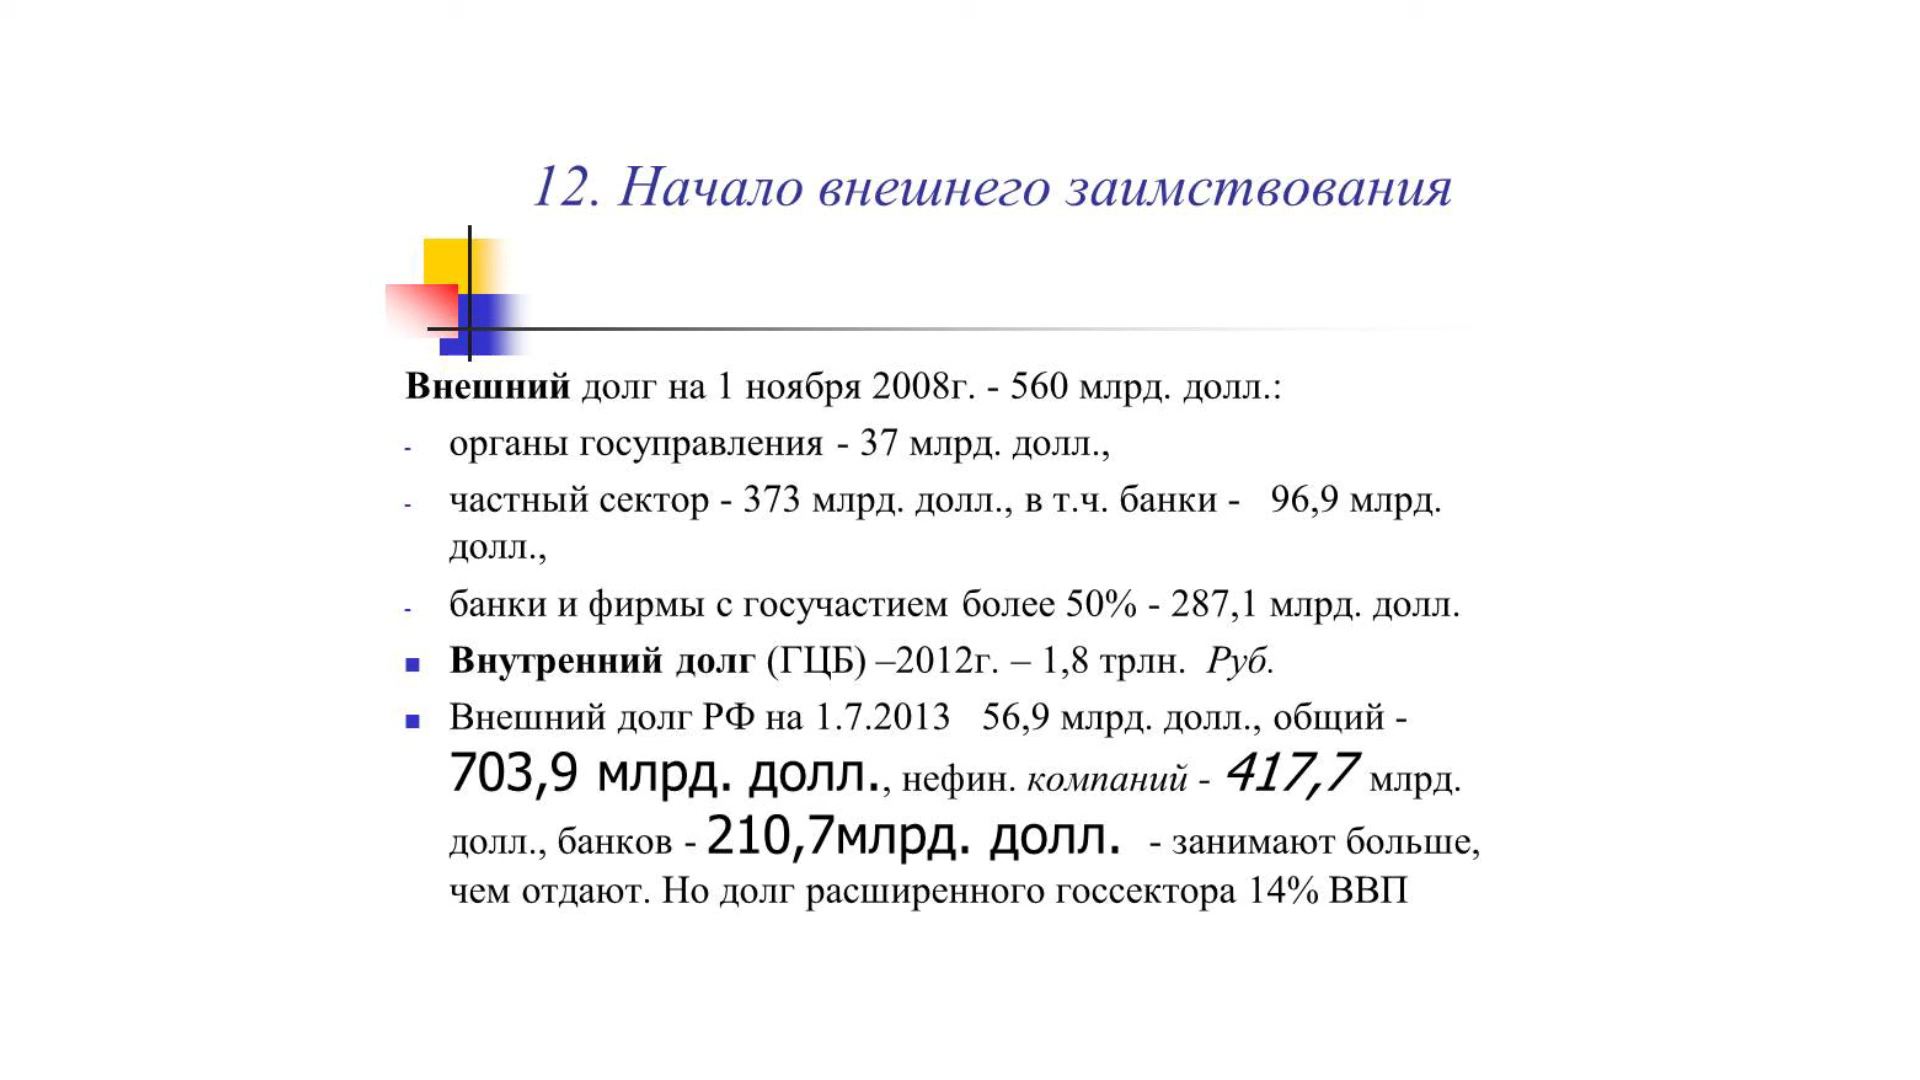 12. Начало внешнего заимствования
Внешний долг на 1 ноября 2008г. - 560 млрд. долл.:
- органы госуправления - 37 млрд. долл.,
- частный сектор - 373 млрд. долл., в т.ч. банки - 96,9 млрд.
долл.,
- банки и фирмы с госучастием более 50% - 287,1 млрд. долл.
■ Внутренний долг (ГЦБ) –2012г. – 1,8 трлн. Руб.
■ Внешний долг РФ на 1.7.2013 56,9 млрд. долл., общий -
703,9 млрд. долл., нефин. компаний - 417,7 млрд.
долл., банков - 210,7млрд. долл. - занимают больше,
чем отдают. Но долг расширенного госсектора 14% ВВП